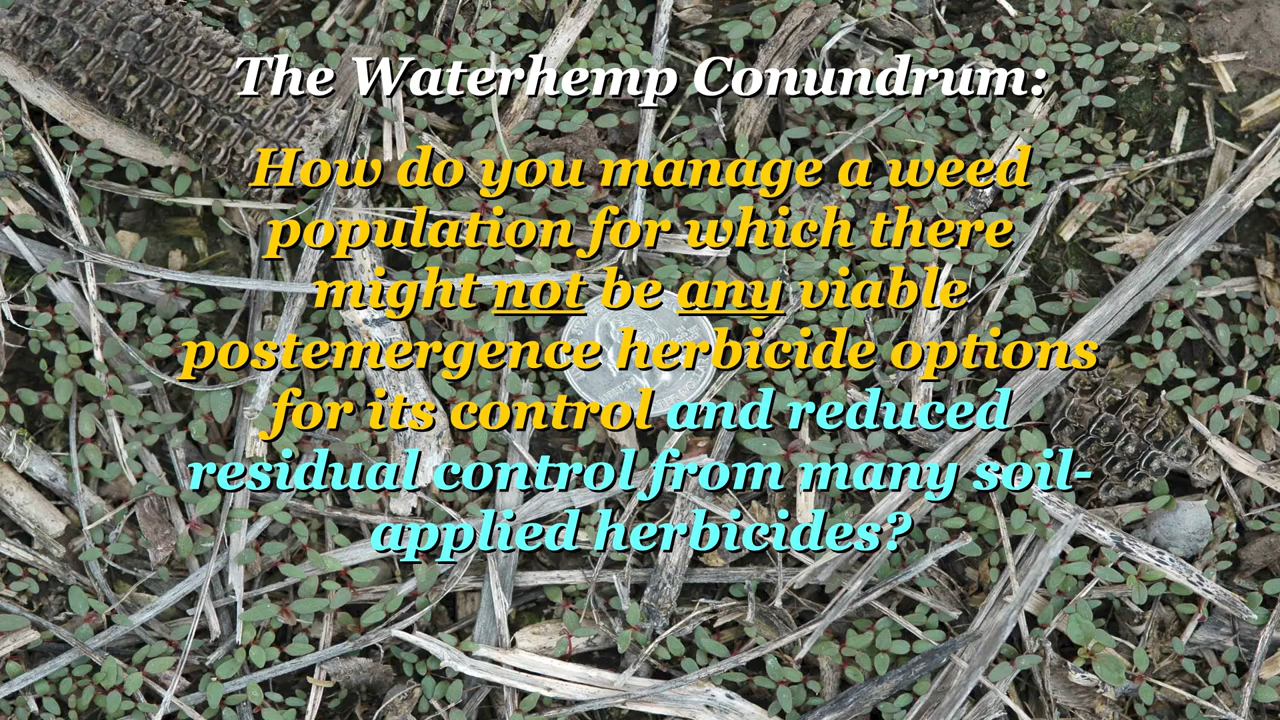 The Waterhemp Conundrum:
How do you manage a weed
population for which there
might not be any viable
postemergence herbicide options
for its control and reduced
residual control from many soil-
applied herbicides?